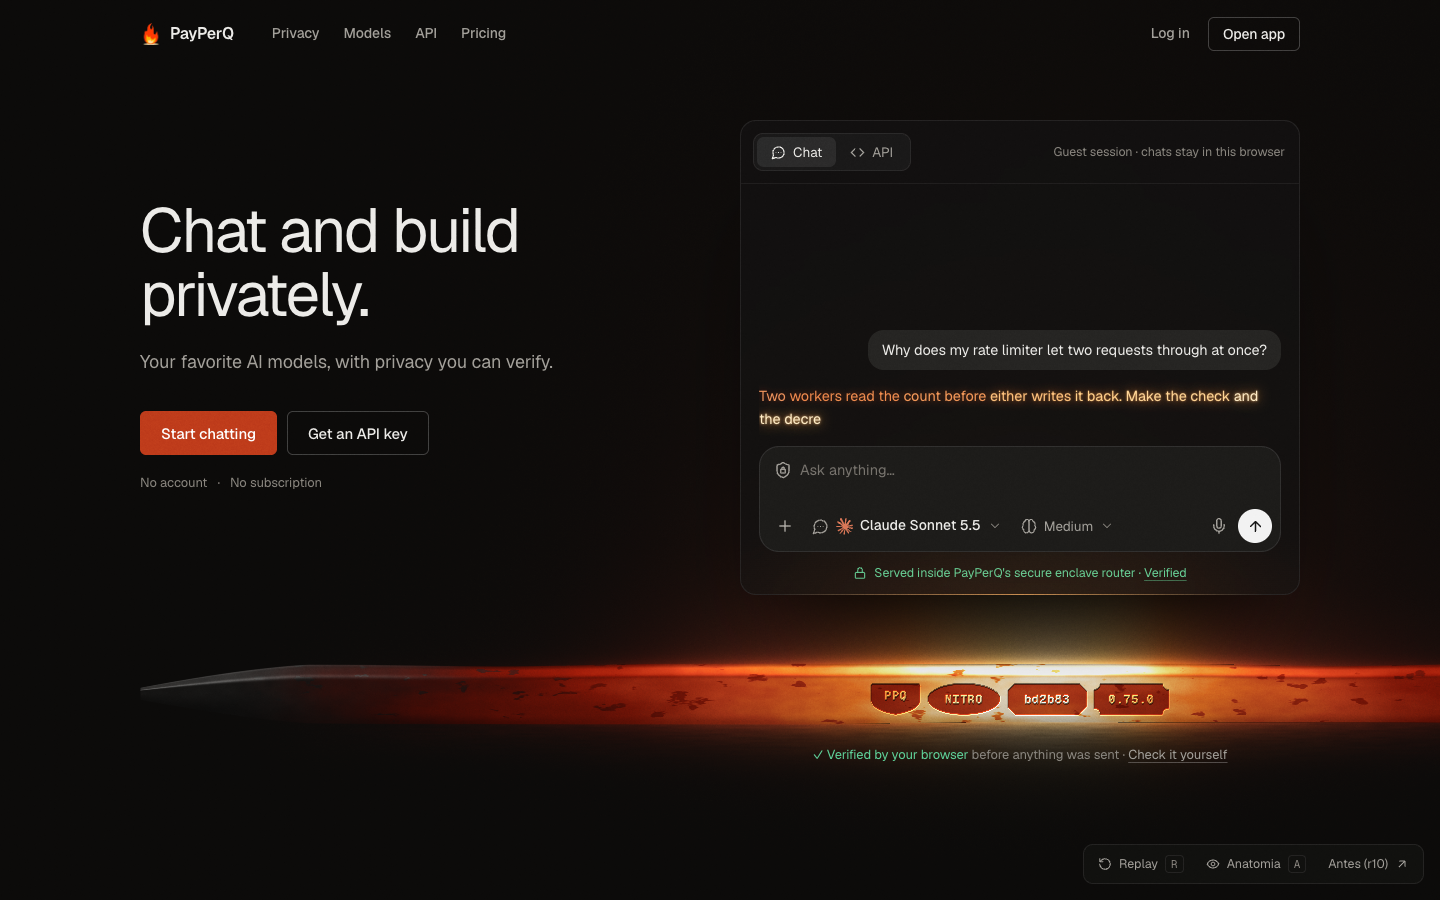 PayPerQ Privacy Models API Pricing Log in Open app
Chat API Guest session · chats stay in this browser
Chat and build
privately.
Your favorite AI models, with privacy you can verify.
Start chatting Get an API key
No account · No subscription
Why does my rate limiter let two requests through at once?
Two workers read the count before either writes it back. Make the check and
the decre
Ask anything...
Claude Sonnet 5.5 Medium
Served inside PayPerQ's secure enclave router · Verified
PPQ NITRO bd2b83 0.75.0
✓ Verified by your browser before anything was sent · Check it yourself
Replay R Anatomia A Antes (r10) ↗